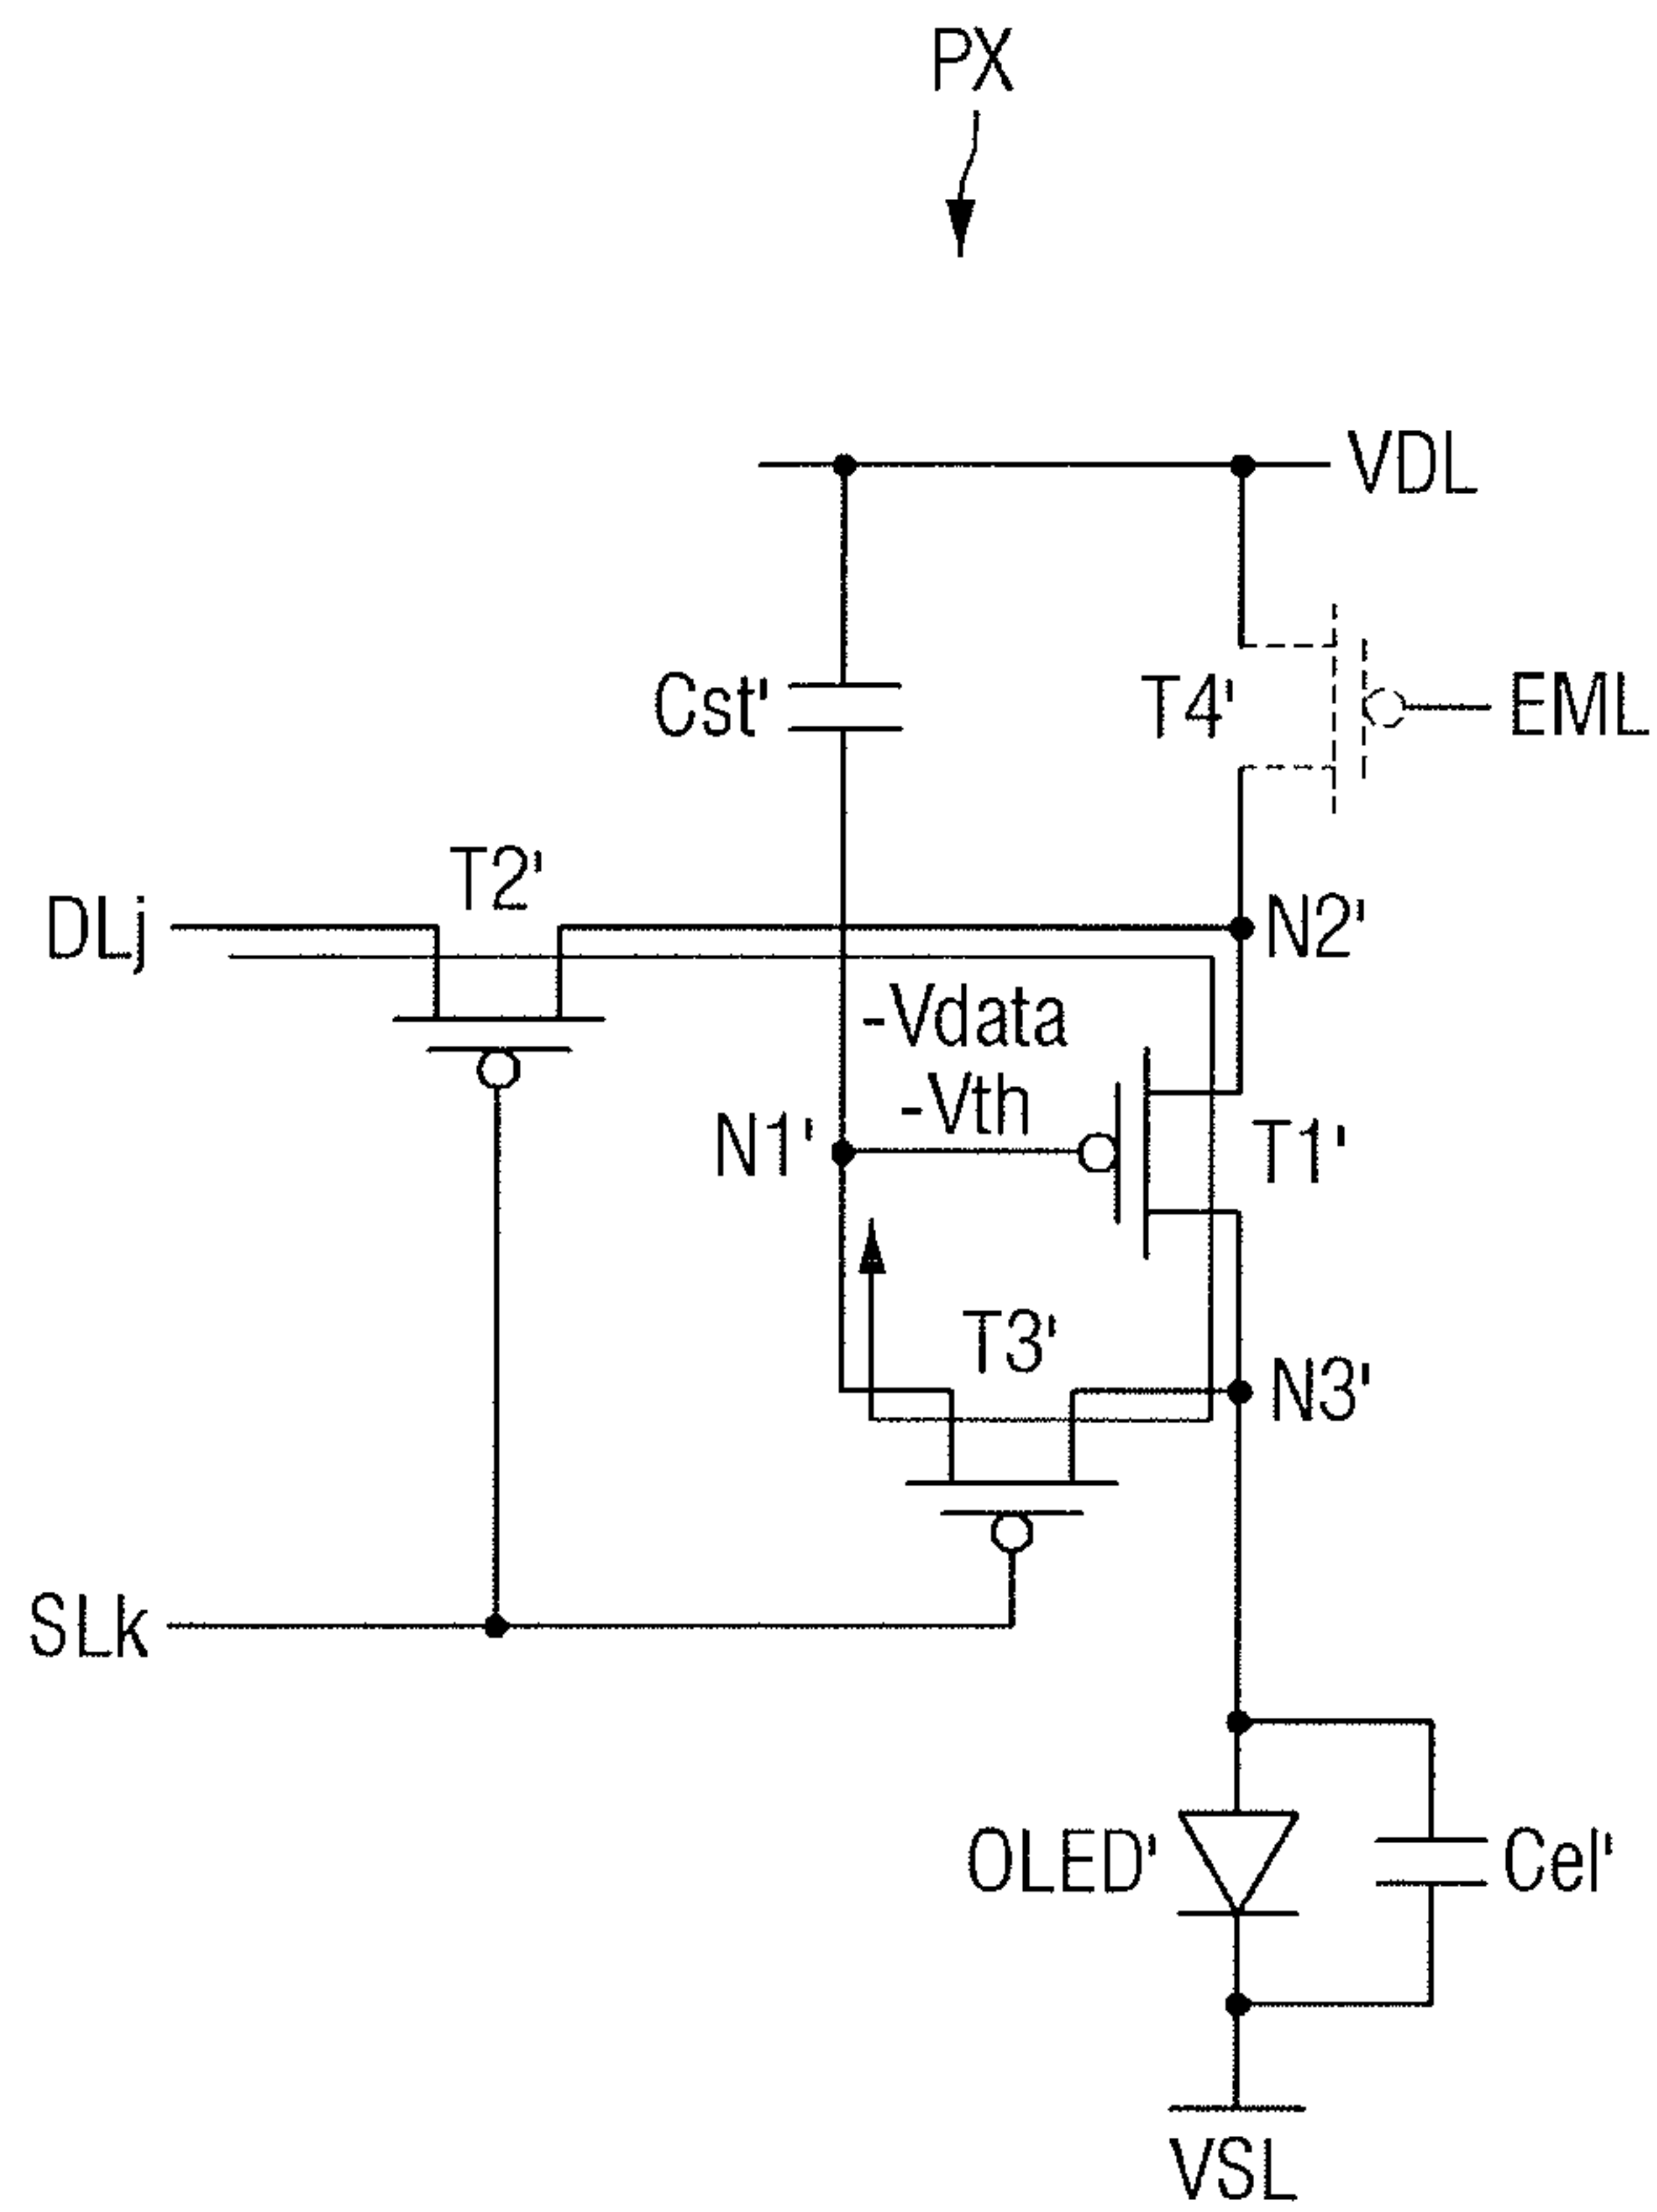 PX
VDL
Cst'
T4'
EML
T2'
DLj
N2'
-Vdata
-Vth
N1'
T1'
T3'
N3'
SLk
OLED'
Cel'
VSL